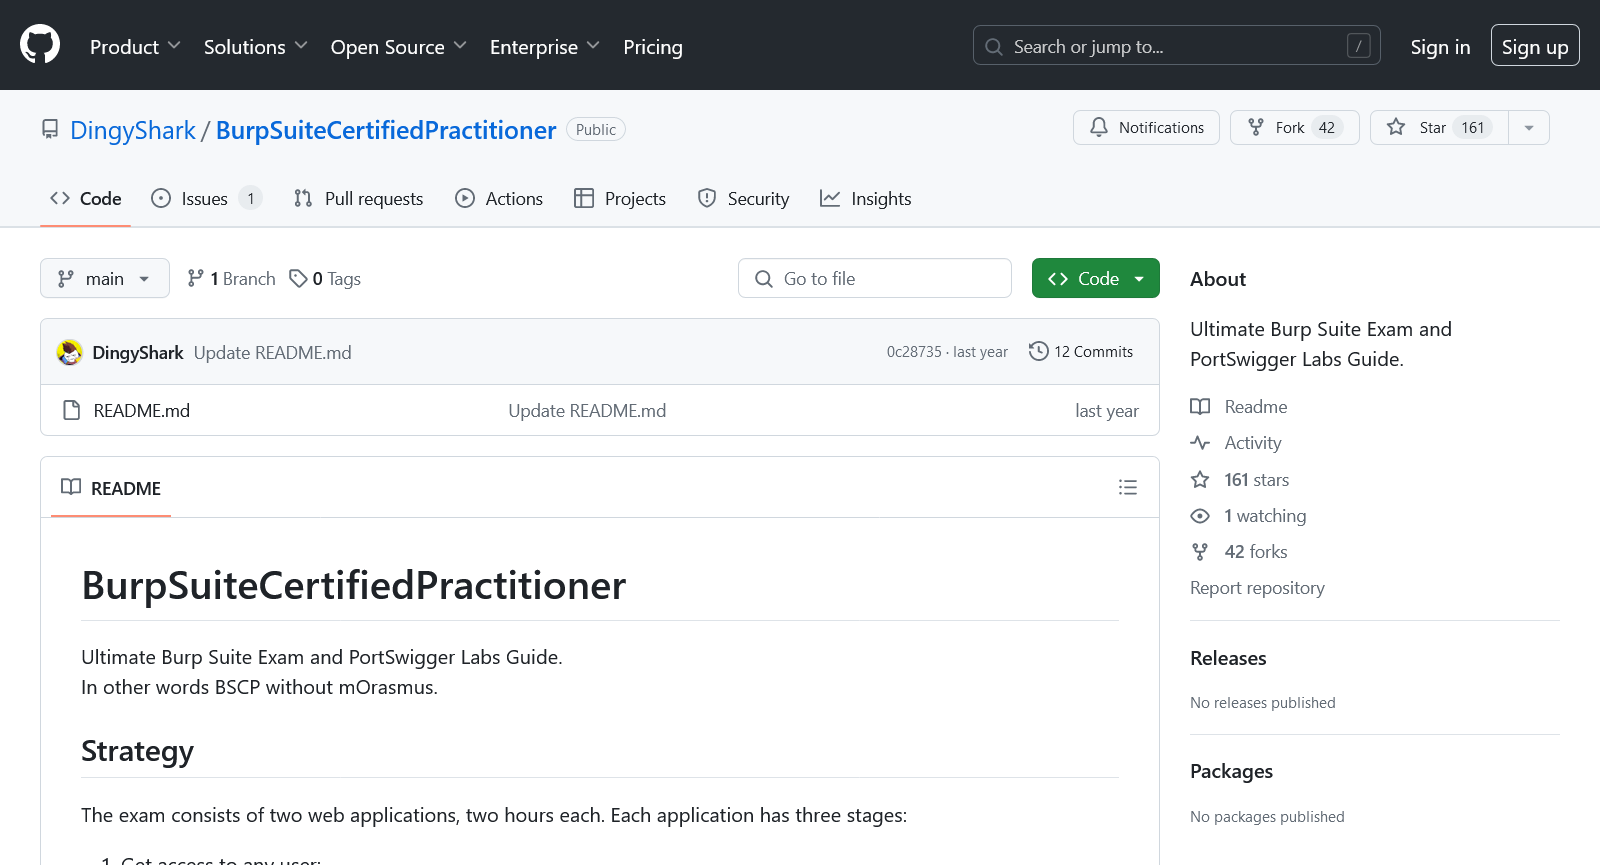 Product Solutions Open Source Enterprise Pricing Search or jump to... / Sign in Sign up
DingyShark / BurpSuiteCertifiedPractitioner Public Notifications Fork 42 Star 161
Code Issues 1 Pull requests Actions Projects Security Insights
main 1 Branch 0 Tags Go to file Code
DingyShark Update README.md 0c28735 · last year 12 Commits
README.md Update README.md last year
README
BurpSuiteCertifiedPractitioner
Ultimate Burp Suite Exam and PortSwigger Labs Guide.
In other words BSCP without mOrasmus.
Strategy
The exam consists of two web applications, two hours each. Each application has three stages:
1. Get access to any user:
About
Ultimate Burp Suite Exam and
PortSwigger Labs Guide.
Readme
Activity
161 stars
1 watching
42 forks
Report repository
Releases
No releases published
Packages
No packages published